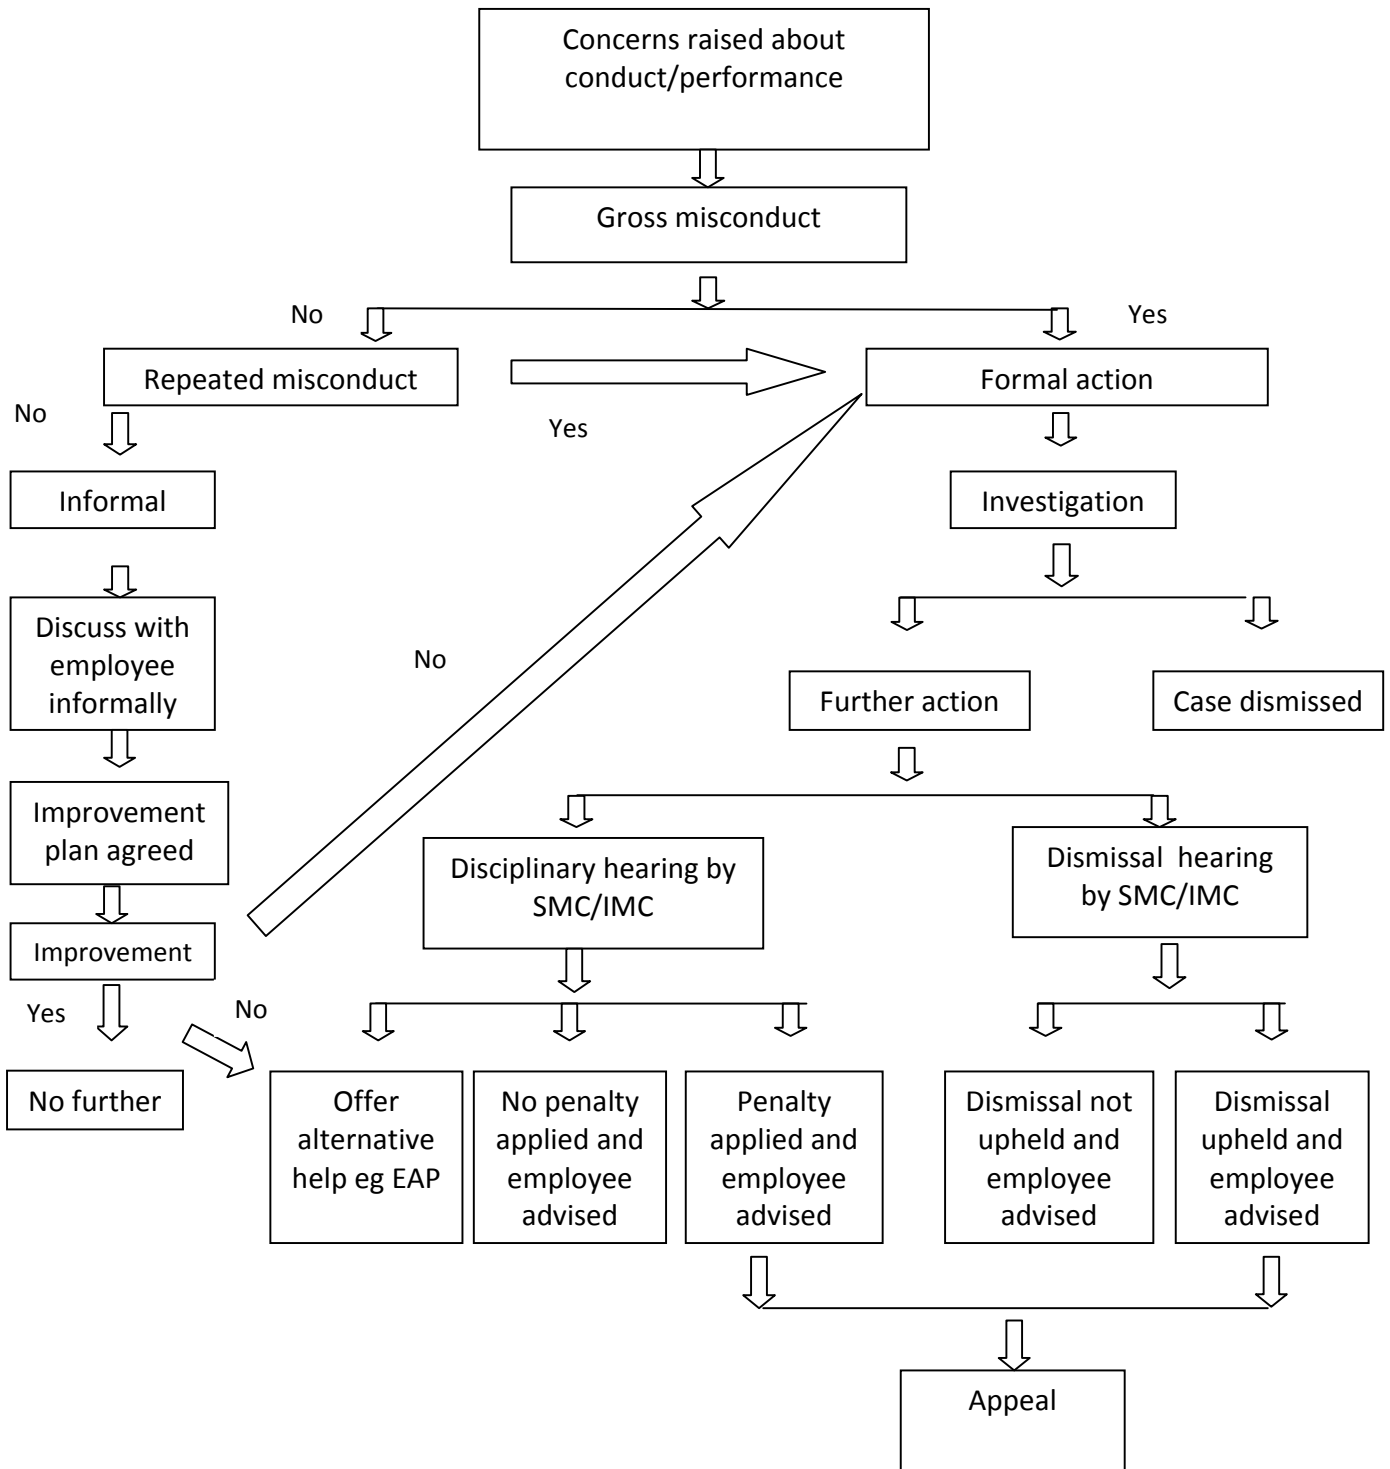 Concerns raised about
conduct/performance
Gross misconduct
No
Yes
Repeated misconduct
Formal action
No
Yes
Informal
Investigation
Discuss with
employee
informally
No
Further action
Case dismissed
Improvement
plan agreed
Disciplinary hearing by
SMC/IMC
Dismissal hearing
by SMC/IMC
Improvement
Yes
No
No further
Offer
alternative
help eg EAP
No penalty
applied and
employee
advised
Penalty
applied and
employee
advised
Dismissal not
upheld and
employee
advised
Dismissal
upheld and
employee
advised
Appeal